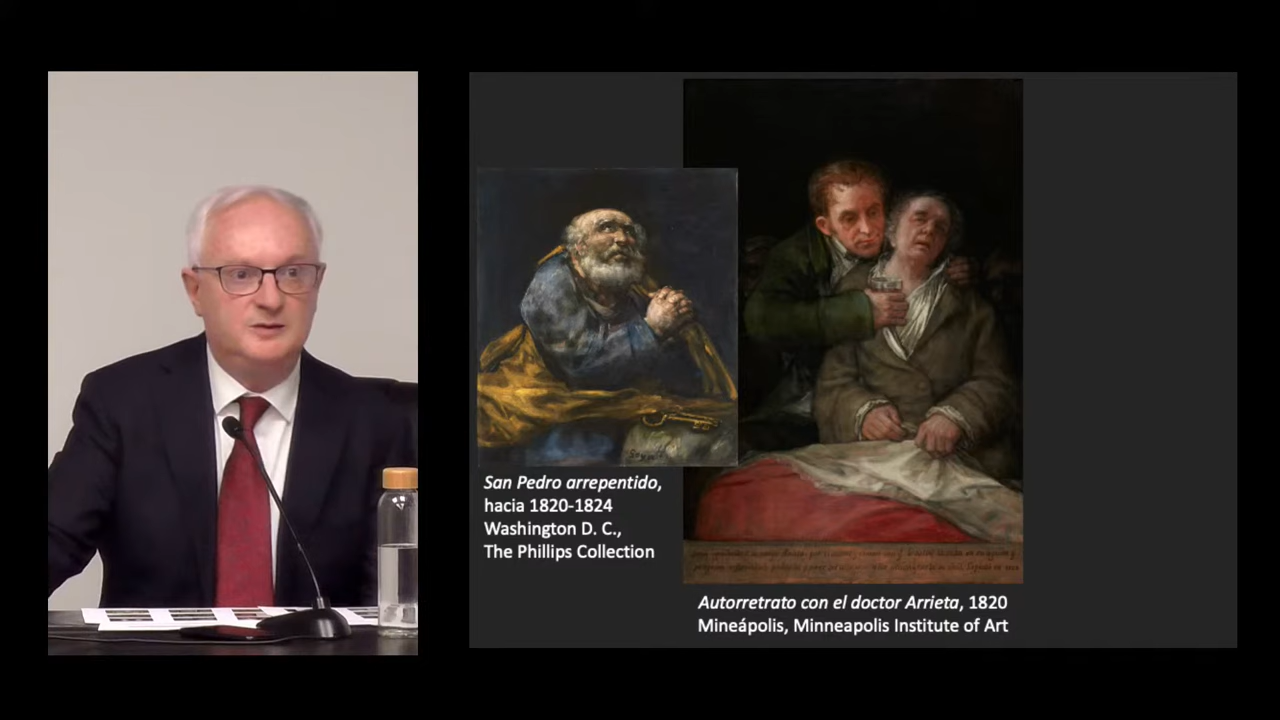 San Pedro arrepentido,
hacia 1820-1824
Washington D. C.,
The Phillips Collection
Autorretrato con el doctor Arrieta, 1820
Mineápolis, Minneapolis Institute of Art